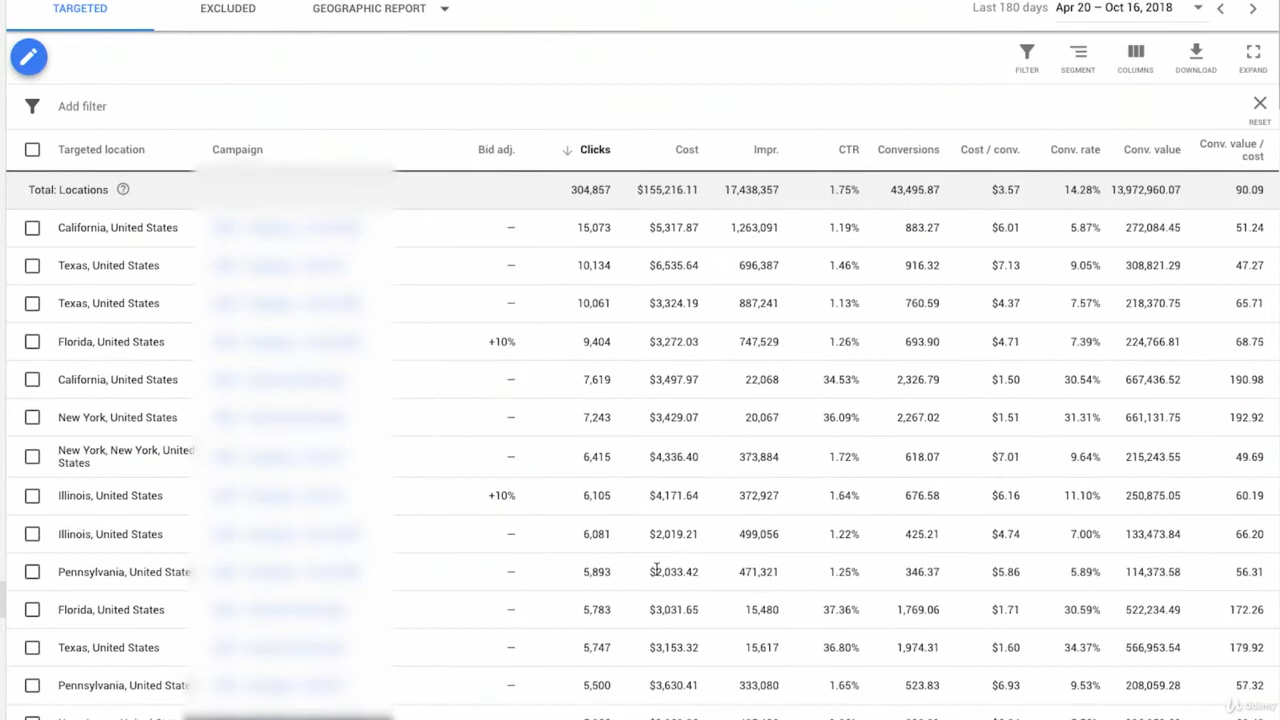 TARGETED EXCLUDED GEOGRAPHIC REPORT Last 180 days Apr 20 – Oct 16, 2018
FILTER SEGMENT COLUMNS DOWNLOAD EXPAND
Add filter
RESET
Targeted location Campaign Bid adj. Clicks Cost Impr. CTR Conversions Cost / conv. Conv. rate Conv. value Conv. value / cost
Total: Locations 304,857 $155,216.11 17,438,357 1.75% 43,495.87 $3.57 14.28% 13,972,960.07 90.09
California, United States – 15,073 $5,317.87 1,263,091 1.19% 883.27 $6.01 5.87% 272,084.45 51.24
Texas, United States – 10,134 $6,535.64 696,387 1.46% 916.32 $7.13 9.05% 308,821.29 47.27
Texas, United States – 10,061 $3,324.19 887,241 1.13% 760.59 $4.37 7.57% 218,370.75 65.71
Florida, United States +10% 9,404 $3,272.03 747,529 1.26% 693.90 $4.71 7.39% 224,766.81 68.75
California, United States – 7,619 $3,497.97 22,068 34.53% 2,326.79 $1.50 30.54% 667,436.52 190.98
New York, United States – 7,243 $3,429.07 20,067 36.09% 2,267.02 $1.51 31.31% 661,131.75 192.92
New York, New York, United States – 6,415 $4,336.40 373,884 1.72% 618.07 $7.01 9.64% 215,243.55 49.69
Illinois, United States +10% 6,105 $4,171.64 372,927 1.64% 676.58 $6.16 11.10% 250,875.05 60.19
Illinois, United States – 6,081 $2,019.21 499,056 1.22% 425.21 $4.74 7.00% 133,473.84 66.20
Pennsylvania, United State – 5,893 $2,033.42 471,321 1.25% 346.37 $5.86 5.89% 114,373.58 56.31
Florida, United States – 5,783 $3,031.65 15,480 37.36% 1,769.06 $1.71 30.59% 522,234.49 172.26
Texas, United States – 5,747 $3,153.32 15,617 36.80% 1,974.31 $1.60 34.37% 566,953.54 179.92
Pennsylvania, United State – 5,500 $3,630.41 333,080 1.65% 523.83 $6.93 9.53% 208,059.28 57.32
Udemy